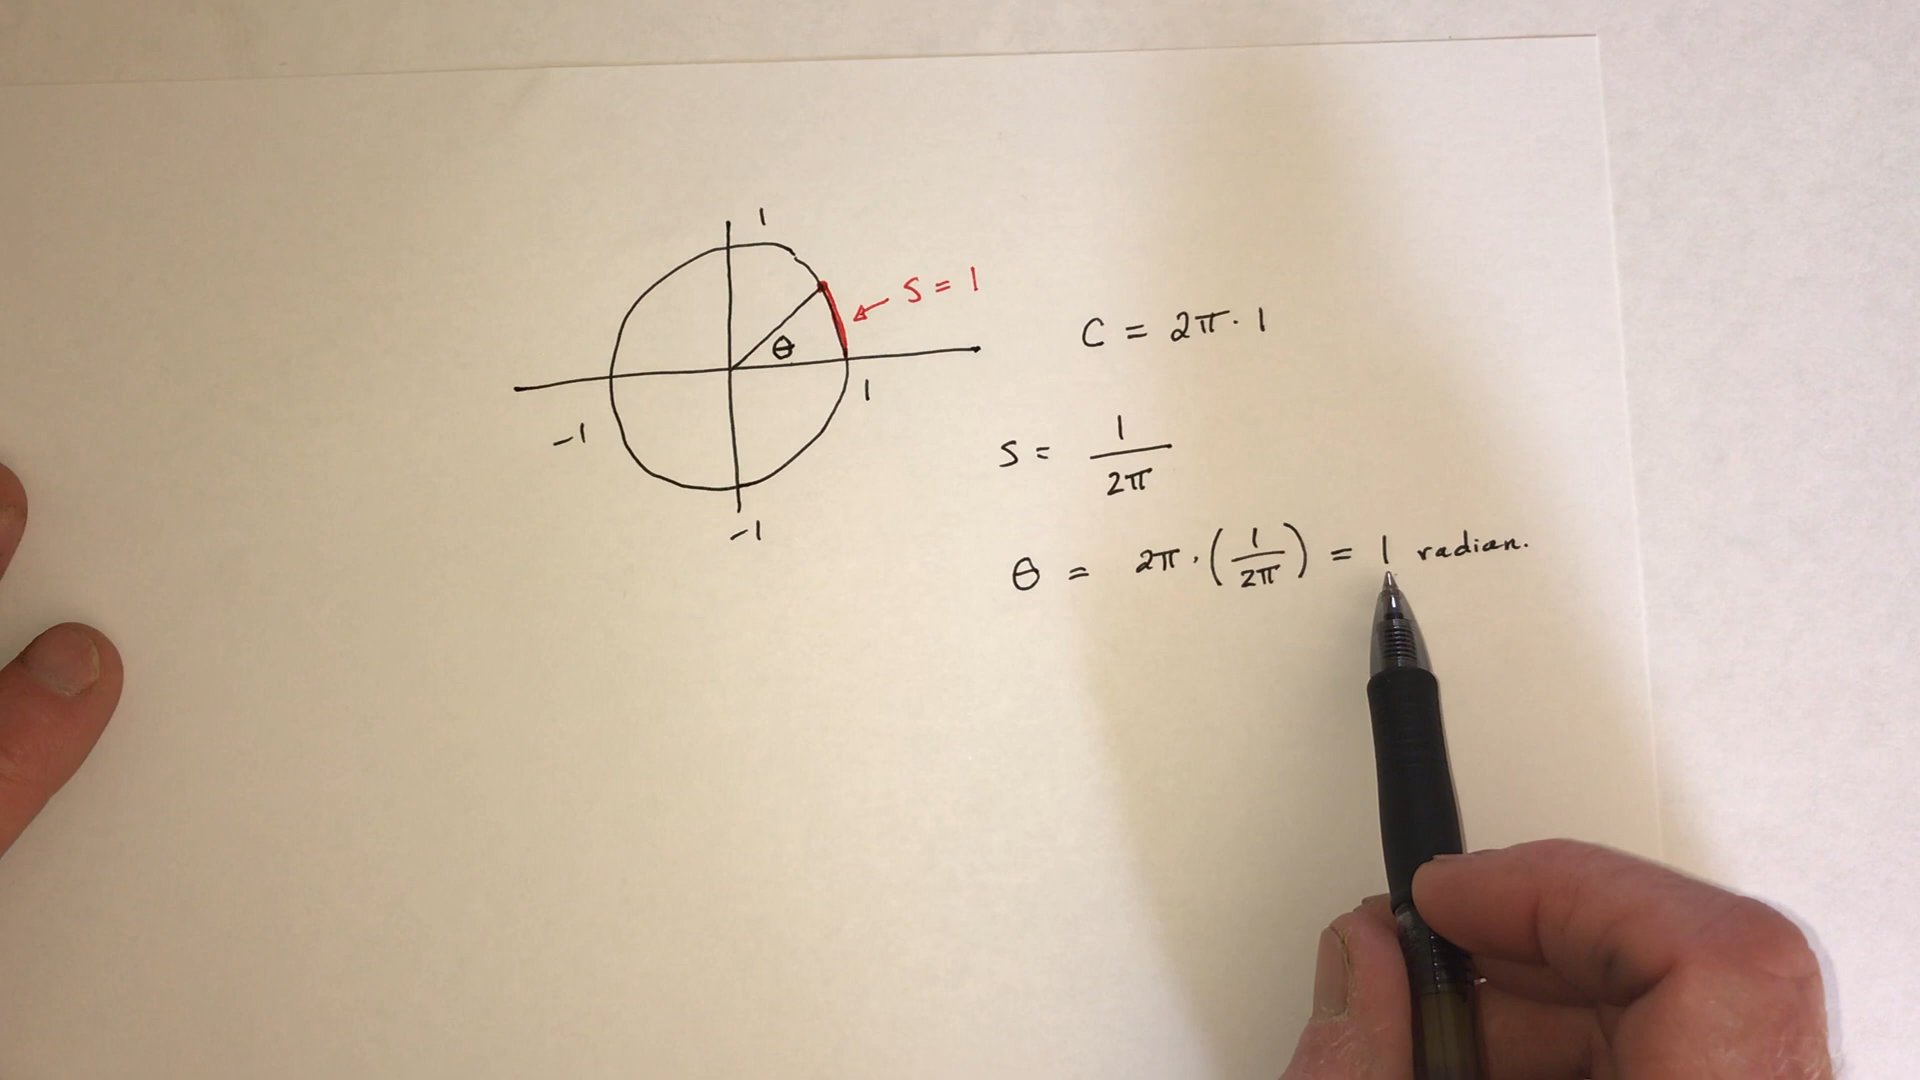 1
S = 1
θ
1
-1
-1
C = 2π · 1
S = 1/2π
θ = 2π · (1/2π) = 1 radian.